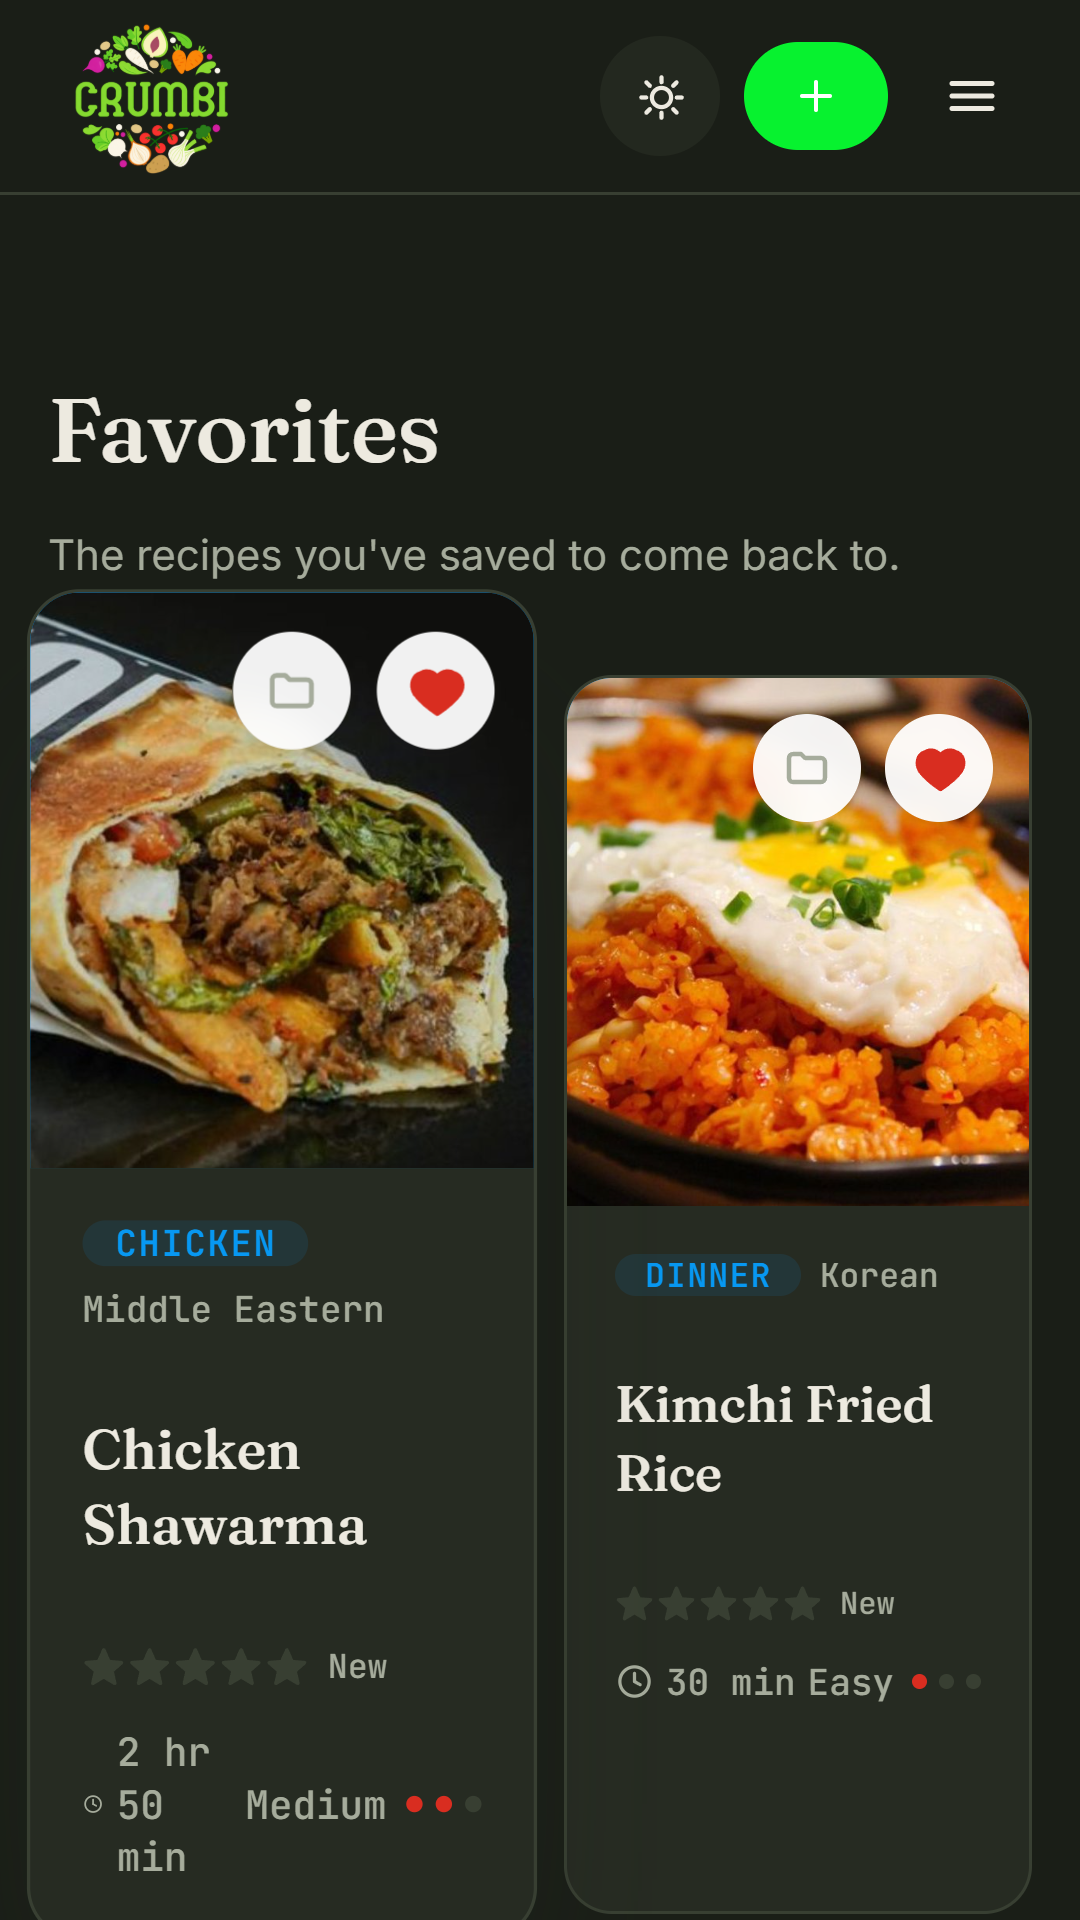 CRUMBI
Favorites
The recipes you've saved to come back to.
CHICKEN
Middle Eastern
Chicken
Shawarma
New
2 hr
50
min
Medium
DINNER Korean
Kimchi Fried
Rice
New
30 min Easy